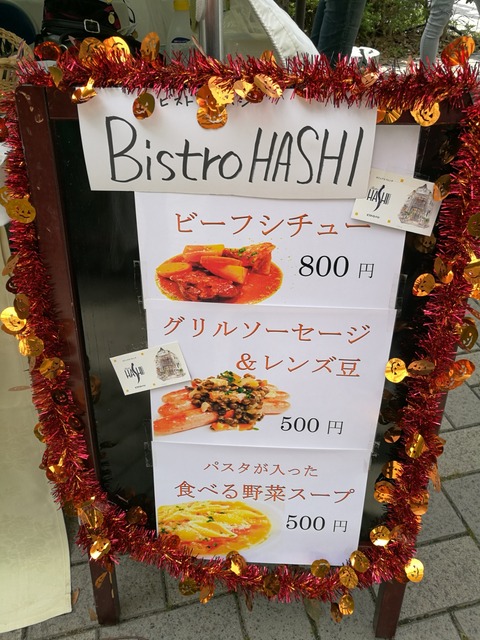 Bistro HASHI
HASHI
ビーフシチュー
800 円
グリルソーセージ
&レンズ豆
500 円
HASHI
パスタが入った
食べる野菜スープ
500 円